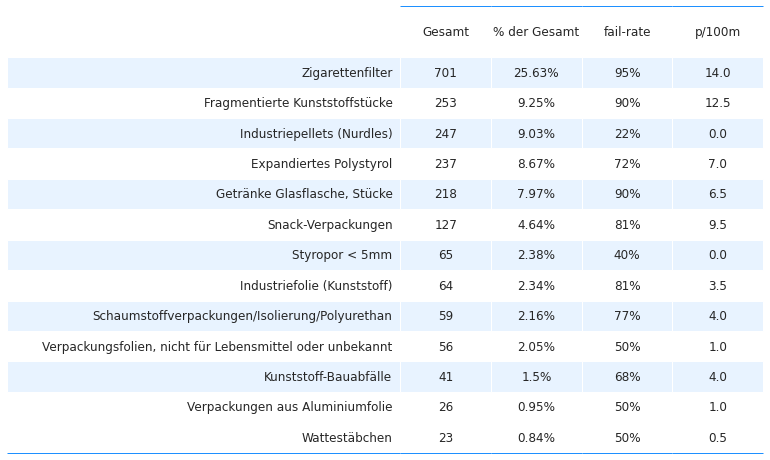 Gesamt % der Gesamt fail-rate p/100m
Zigarettenfilter 701 25.63% 95% 14.0
Fragmentierte Kunststoffstücke 253 9.25% 90% 12.5
Industriepellets (Nurdles) 247 9.03% 22% 0.0
Expandiertes Polystyrol 237 8.67% 72% 7.0
Getränke Glasflasche, Stücke 218 7.97% 90% 6.5
Snack-Verpackungen 127 4.64% 81% 9.5
Styropor < 5mm 65 2.38% 40% 0.0
Industriefolie (Kunststoff) 64 2.34% 81% 3.5
Schaumstoffverpackungen/Isolierung/Polyurethan 59 2.16% 77% 4.0
Verpackungsfolien, nicht für Lebensmittel oder unbekannt 56 2.05% 50% 1.0
Kunststoff-Bauabfälle 41 1.5% 68% 4.0
Verpackungen aus Aluminiumfolie 26 0.95% 50% 1.0
Wattestäbchen 23 0.84% 50% 0.5